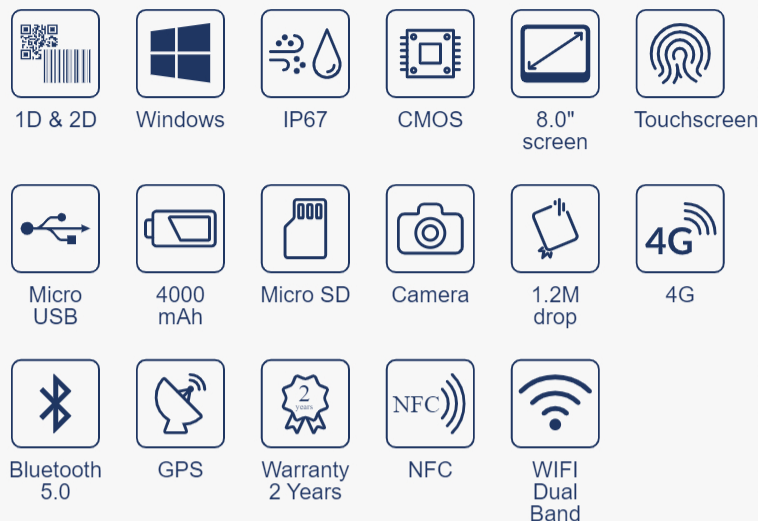 1D & 2D
Windows
IP67
CMOS
8.0"
screen
Touchscreen
4G
Micro
USB
4000
mAh
Micro SD
Camera
1.2M
drop
4G
2
years
NFC
Bluetooth
5.0
GPS
Warranty
2 Years
NFC
WIFI
Dual
Band